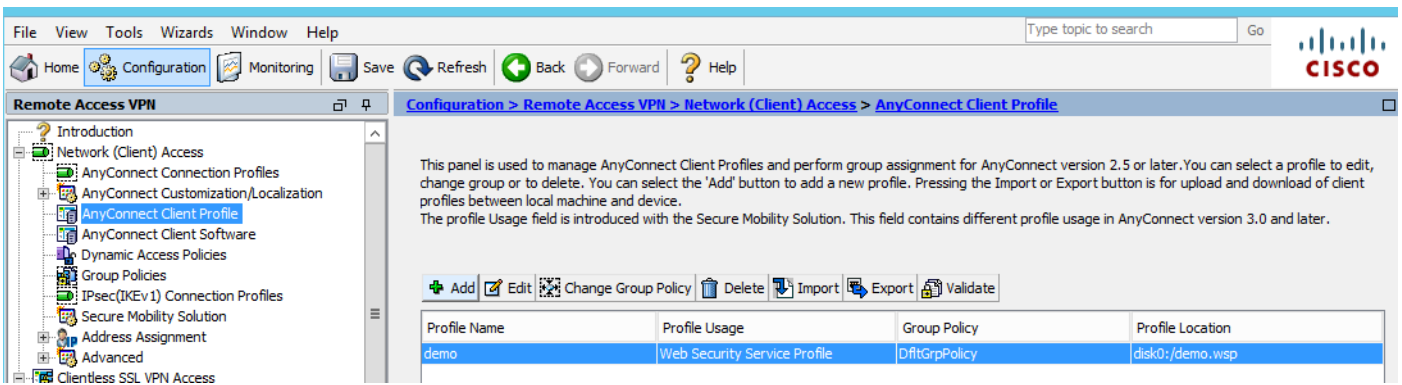 File View Tools Wizards Window Help
Type topic to search
Go
Home Configuration Monitoring Save Refresh Back Forward Help
CISCO
Remote Access VPN
Configuration > Remote Access VPN > Network (Client) Access > AnyConnect Client Profile
Introduction
Network (Client) Access
AnyConnect Connection Profiles
AnyConnect Customization/Localization
AnyConnect Client Profile
AnyConnect Client Software
Dynamic Access Policies
Group Policies
IPsec(IKEv1) Connection Profiles
Secure Mobility Solution
Address Assignment
Advanced
Clientless SSL VPN Access
This panel is used to manage AnyConnect Client Profiles and perform group assignment for AnyConnect version 2.5 or later.You can select a profile to edit,
change group or to delete. You can select the 'Add' button to add a new profile. Pressing the Import or Export button is for upload and download of client
profiles between local machine and device.
The profile Usage field is introduced with the Secure Mobility Solution. This field contains different profile usage in AnyConnect version 3.0 and later.
Add Edit Change Group Policy Delete Import Export Validate
Profile Name Profile Usage Group Policy Profile Location
demo Web Security Service Profile DfltGrpPolicy disk0:/demo.wsp